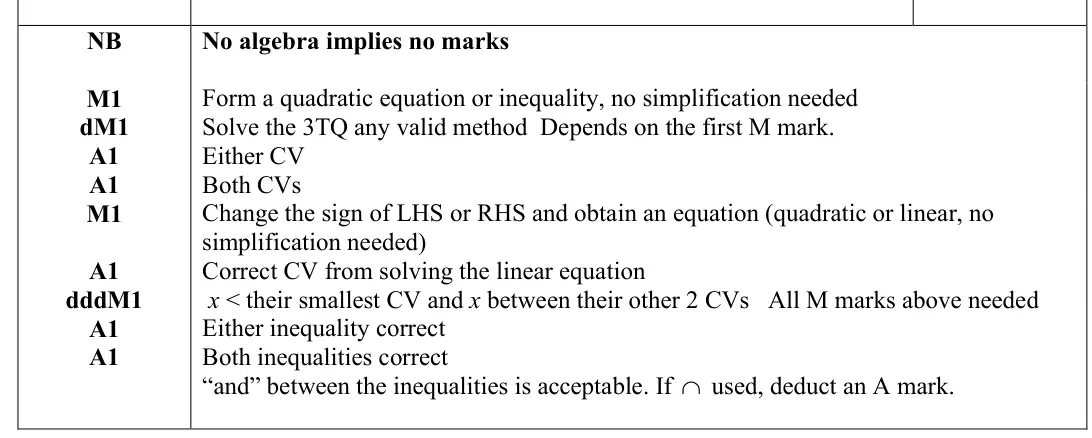 NB No algebra implies no marks
M1 Form a quadratic equation or inequality, no simplification needed
dM1 Solve the 3TQ any valid method Depends on the first M mark.
A1 Either CV
A1 Both CVs
M1 Change the sign of LHS or RHS and obtain an equation (quadratic or linear, no
simplification needed)
A1 Correct CV from solving the linear equation
dddM1 x < their smallest CV and x between their other 2 CVs All M marks above needed
A1 Either inequality correct
A1 Both inequalities correct
“and” between the inequalities is acceptable. If ∩ used, deduct an A mark.